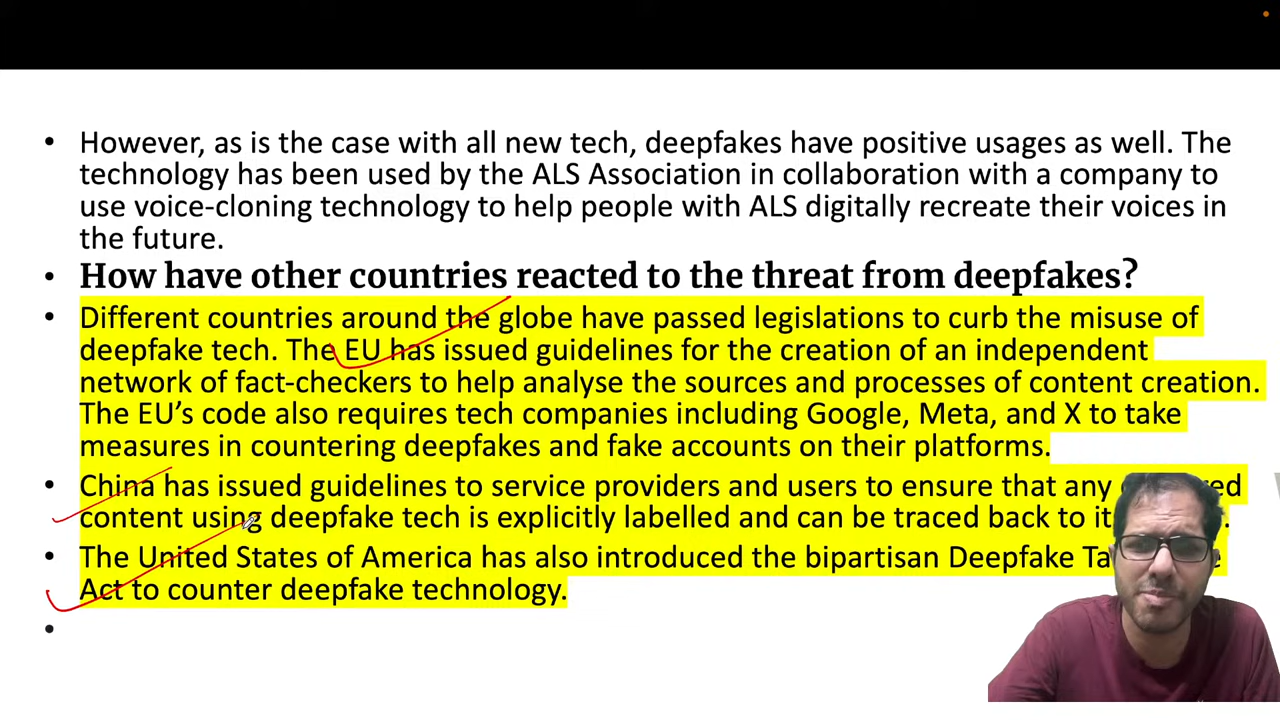 • However, as is the case with all new tech, deepfakes have positive usages as well. The
technology has been used by the ALS Association in collaboration with a company to
use voice-cloning technology to help people with ALS digitally recreate their voices in
the future.
• How have other countries reacted to the threat from deepfakes?
• Different countries around the globe have passed legislations to curb the misuse of
deepfake tech. The EU has issued guidelines for the creation of an independent
network of fact-checkers to help analyse the sources and processes of content creation.
The EU’s code also requires tech companies including Google, Meta, and X to take
measures in countering deepfakes and fake accounts on their platforms.
• China has issued guidelines to service providers and users to ensure that any
content using deepfake tech is explicitly labelled and can be traced back to
• The United States of America has also introduced the bipartisan Deepfake
Act to counter deepfake technology.
•